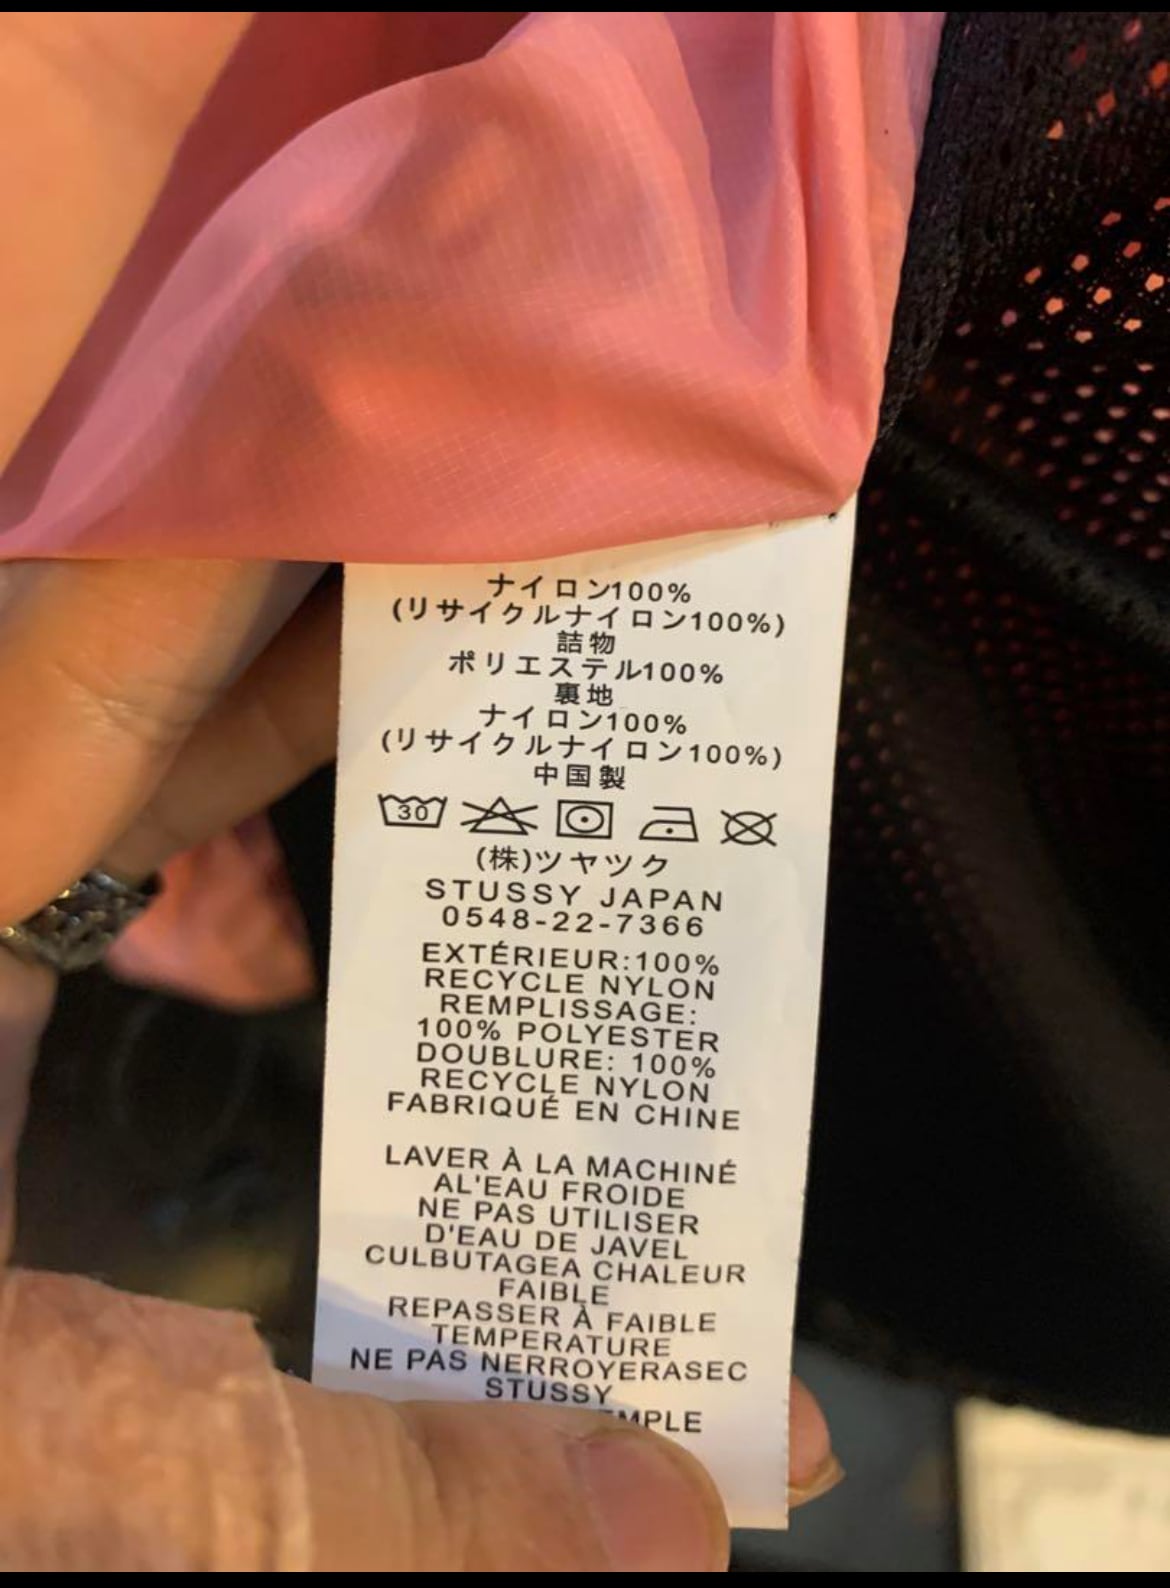 ナイロン100%
(リサイクルナイロン100%)
詰物
ポリエステル100%
裏地
ナイロン100%
(リサイクルナイロン100%)
中国製
30
(株)ツヤツク
STUSSY JAPAN
0548-22-7366
EXTÉRIEUR:100%
RECYCLE NYLON
REMPLISSAGE:
100% POLYESTER
DOUBLURE: 100%
RECYCLE NYLON
FABRIQUÉ EN CHINE
LAVER À LA MACHINÉ
AL'EAU FROIDE
NE PAS UTILISER
D'EAU DE JAVEL
CULBUTAGEA CHALEUR
FAIBLE
REPASSER À FAIBLE
TEMPERATURE
NE PAS NERROYERASEC
STUSSY